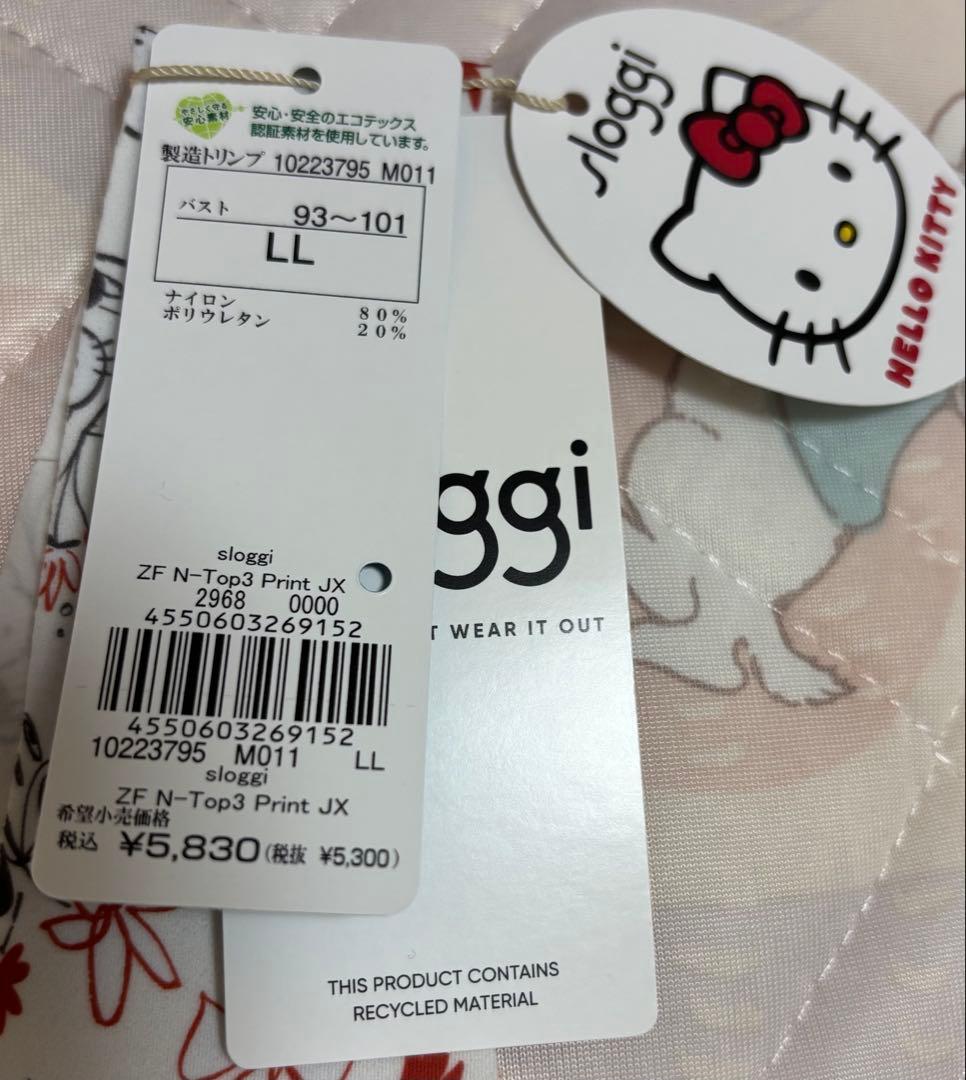 やさしく守る
安心素材
安心・安全のエコテックス
認証素材を使用しています。
製造トリンプ 10223795 M011
バスト 93～101
LL
ナイロン 80%
ポリウレタン 20%
sloggi
ZF N-Top3 Print JX
2968 0000
4550603269152
4550603269152
10223795 M011 LL
sloggi
ZF N-Top3 Print JX
希望小売価格
税込 ¥5,830(税抜 ¥5,300)
sloggi
HELLO KITTY
ggi
T WEAR IT OUT
THIS PRODUCT CONTAINS
RECYCLED MATERIAL